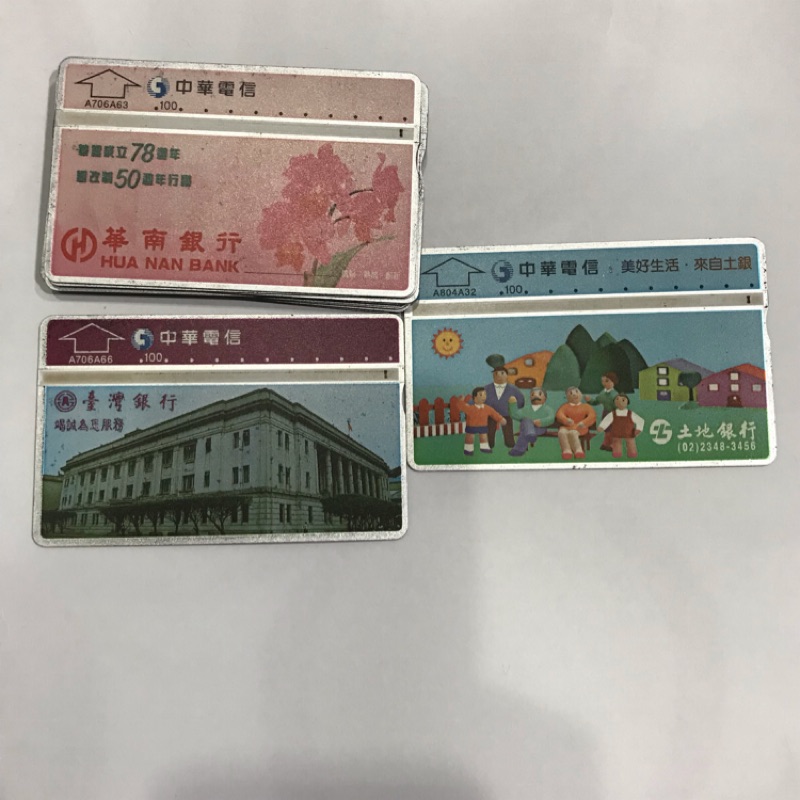 中華電信
A706A63
100
華銀成立78週年
暨改制50週年行慶
華南銀行
HUA NAN BANK
中華電信
A706A66
100
臺灣銀行
竭誠為您服務
中華電信 美好生活·來自土銀
A804A32
100
土地銀行
(02)2348-3456